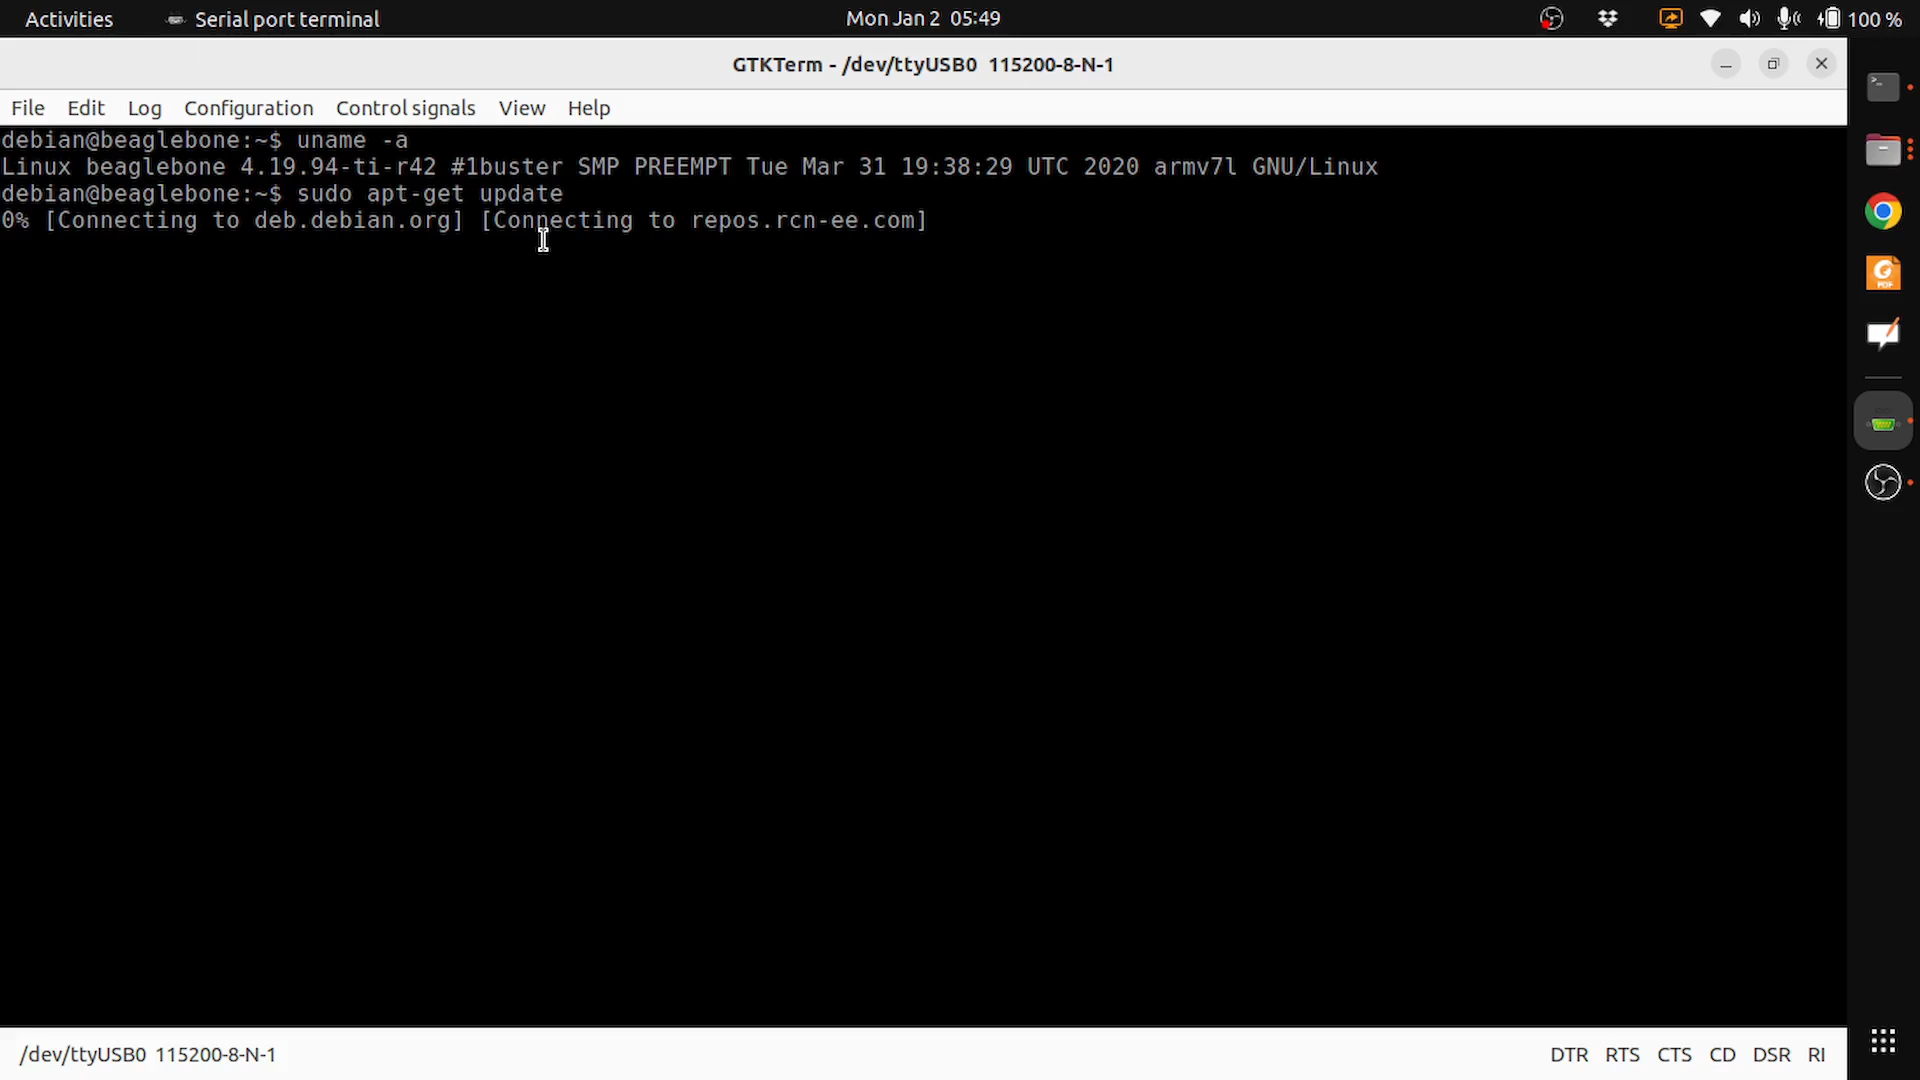 Activities Serial port terminal Mon Jan 2 05:49 100 %
GTKTerm - /dev/ttyUSB0 115200-8-N-1
File Edit Log Configuration Control signals View Help
debian@beaglebone:~$ uname -a
Linux beaglebone 4.19.94-ti-r42 #1buster SMP PREEMPT Tue Mar 31 19:38:29 UTC 2020 armv7l GNU/Linux
debian@beaglebone:~$ sudo apt-get update
0% [Connecting to deb.debian.org] [Connecting to repos.rcn-ee.com]
PDF
/dev/ttyUSB0 115200-8-N-1 DTR RTS CTS CD DSR RI